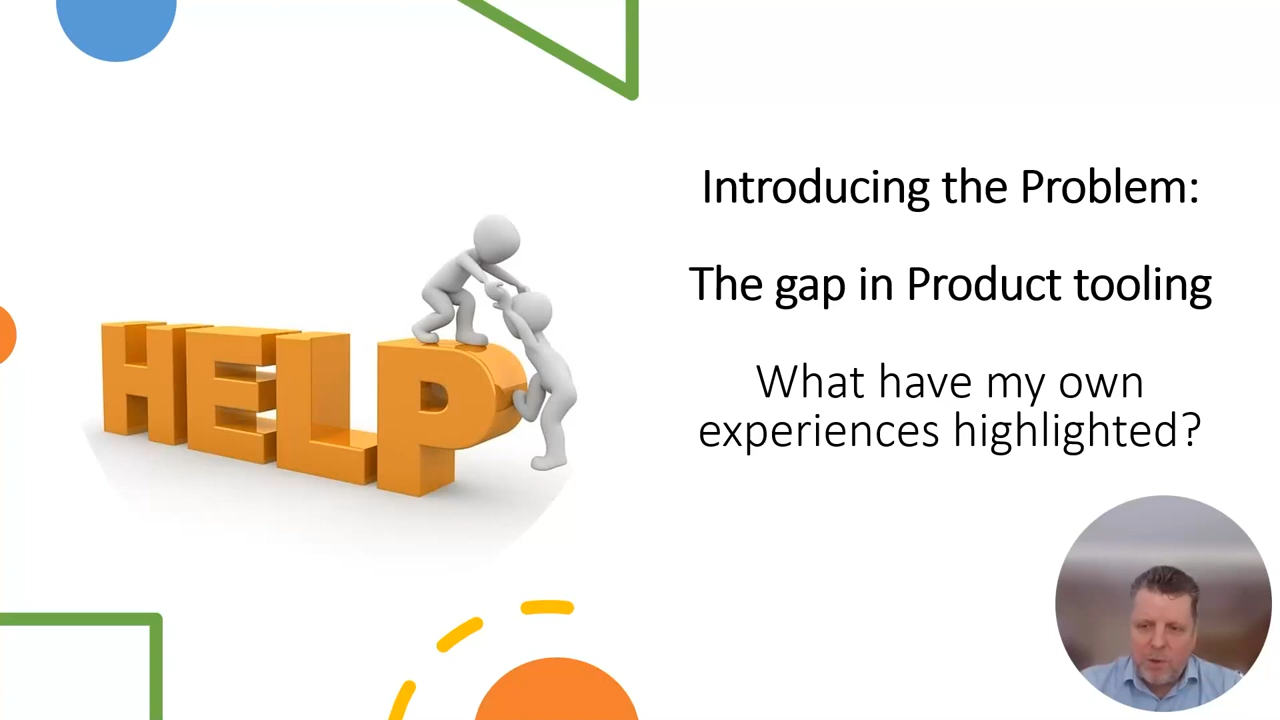 HELP
Introducing the Problem:
The gap in Product tooling
What have my own
experiences highlighted?